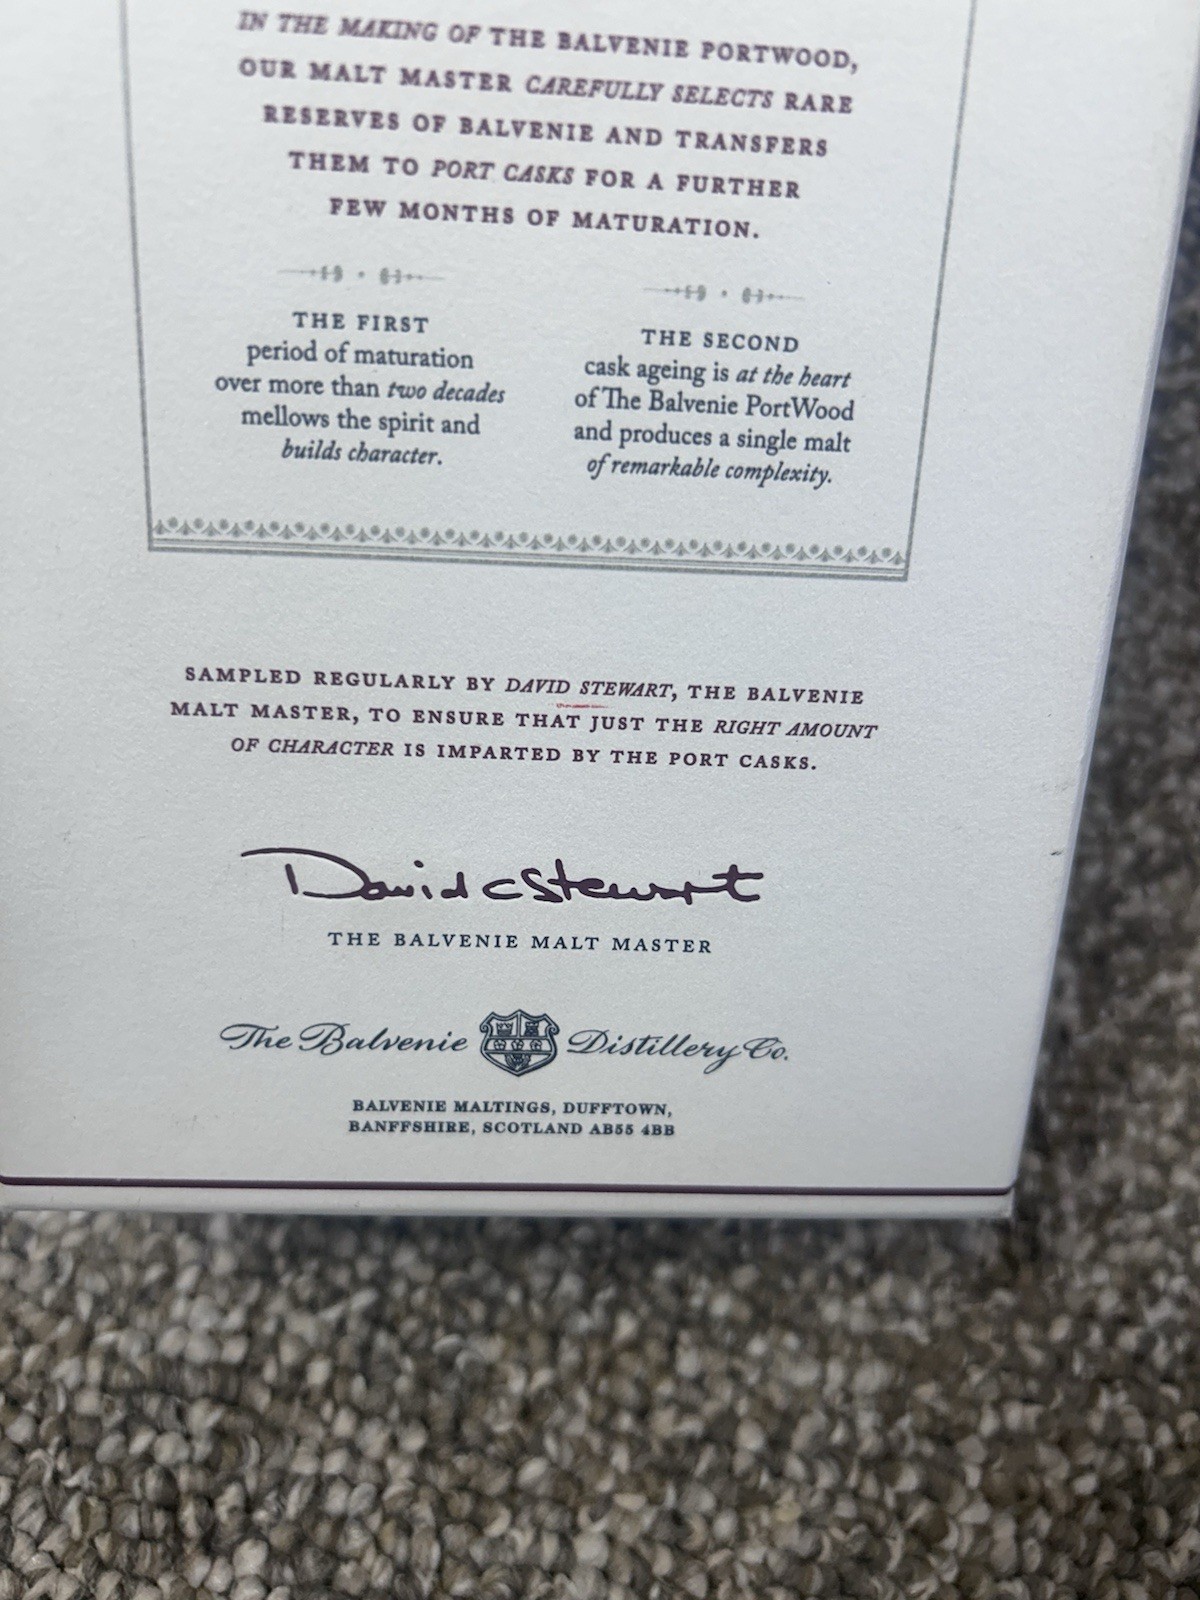 IN THE MAKING OF THE BALVENIE PORTWOOD,
OUR MALT MASTER CAREFULLY SELECTS RARE
RESERVES OF BALVENIE AND TRANSFERS
THEM TO PORT CASKS FOR A FURTHER
FEW MONTHS OF MATURATION.
THE FIRST
period of maturation
over more than two decades
mellows the spirit and
builds character.
THE SECOND
cask ageing is at the heart
of The Balvenie PortWood
and produces a single malt
of remarkable complexity.
SAMPLED REGULARLY BY DAVID STEWART, THE BALVENIE
MALT MASTER, TO ENSURE THAT JUST THE RIGHT AMOUNT
OF CHARACTER IS IMPARTED BY THE PORT CASKS.
David C Stewart
THE BALVENIE MALT MASTER
The Balvenie Distillery Co.
BALVENIE MALTINGS, DUFFTOWN,
BANFFSHIRE, SCOTLAND AB55 4BB